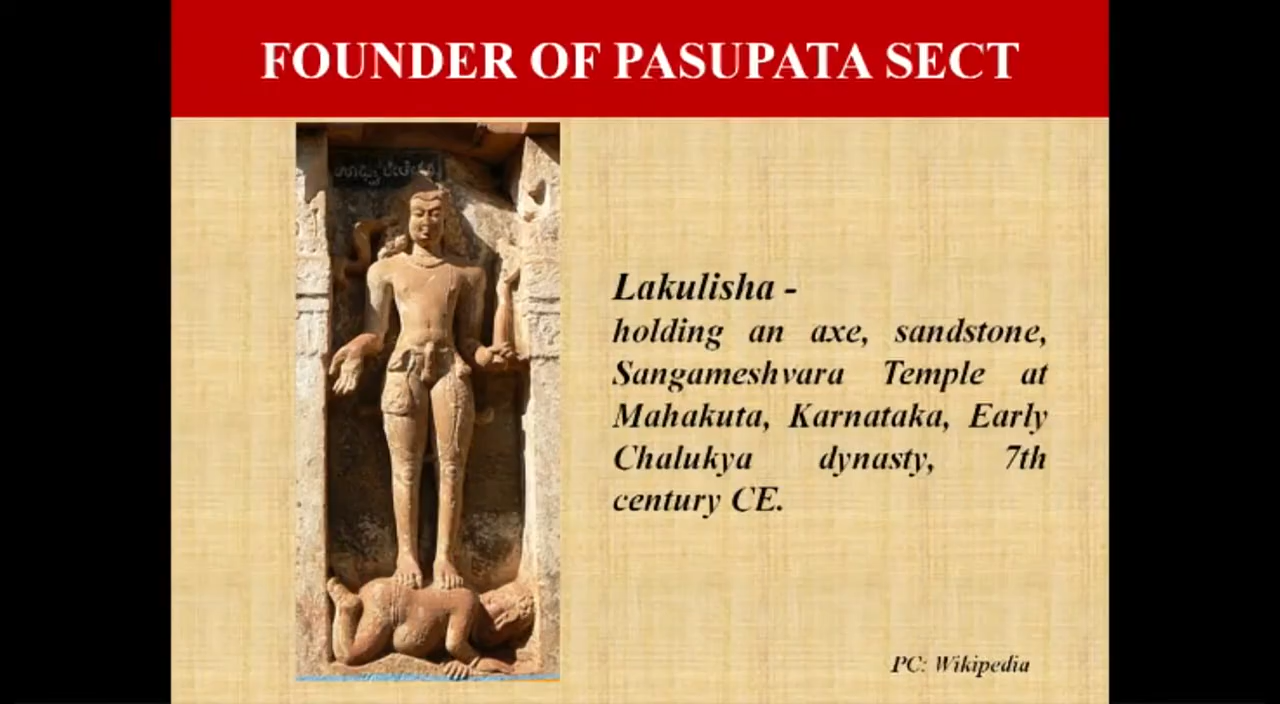 FOUNDER OF PASUPATA SECT
Lakulisha -
holding an axe, sandstone,
Sangameshvara Temple at
Mahakuta, Karnataka, Early
Chalukya dynasty, 7th
century CE.
PC: Wikipedia